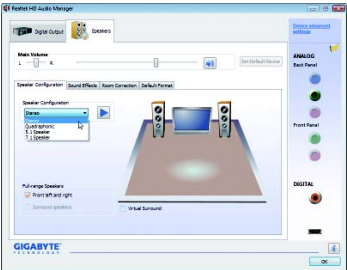 Realtek HD Audio Manager
Digital Output
Speakers
Device advanced settings
Main Volume
L
R
Set Default Device
Speaker Configuration
Sound Effects
Room Correction
Default Format
Speaker Configuration
Stereo
Stereo
Quadraphonic
5.1 Speaker
7.1 Speaker
Full-range Speakers
Front left and right
Surround speakers
Virtual Surround
ANALOG
Back Panel
Front Panel
DIGITAL
GIGABYTE
TECHNOLOGY
OK